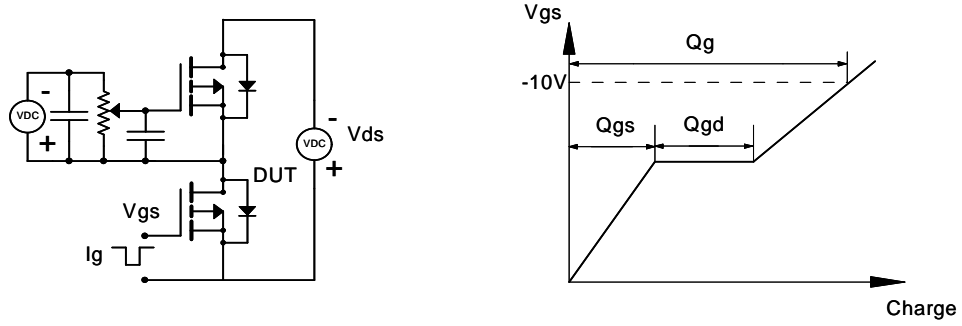 -
VDC
+
DUT
Vgs
Ig
-
VDC
Vds
+
Vgs
Qg
-10V
Qgs
Qgd
Charge